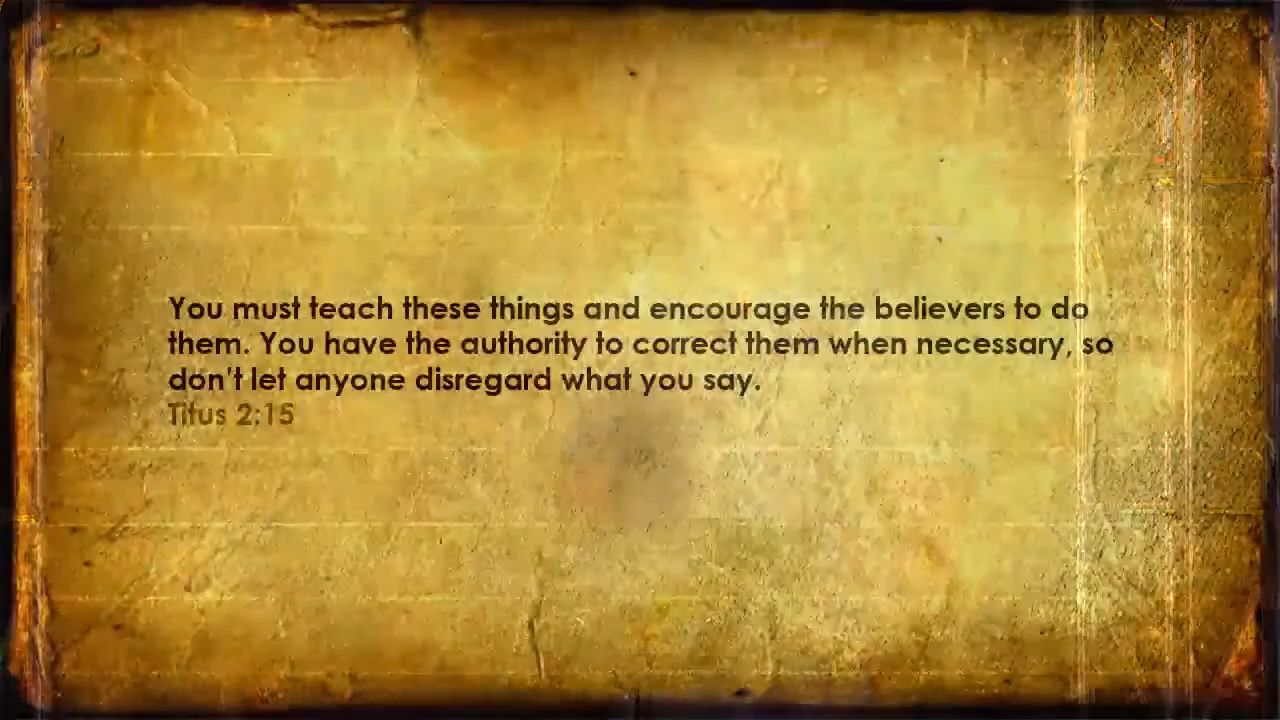 You must teach these things and encourage the believers to do
them. You have the authority to correct them when necessary, so
don't let anyone disregard what you say.
Titus 2:15